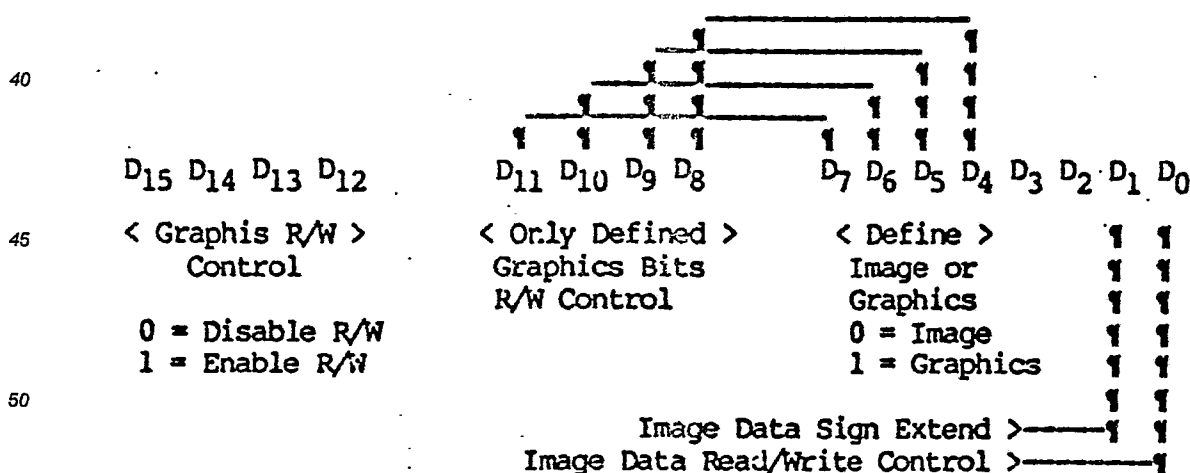 40
D15 D14 D13 D12 D11 D10 D9 D8 D7 D6 D5 D4 D3 D2 D1 D0
45 < Graphis R/W > < Only Defined > < Define >
Control Graphics Bits Image or
R/W Control Graphics
0 = Disable R/W 0 = Image
1 = Enable R/W 1 = Graphics
50
Image Data Sign Extend >
Image Data Read/Write Control >